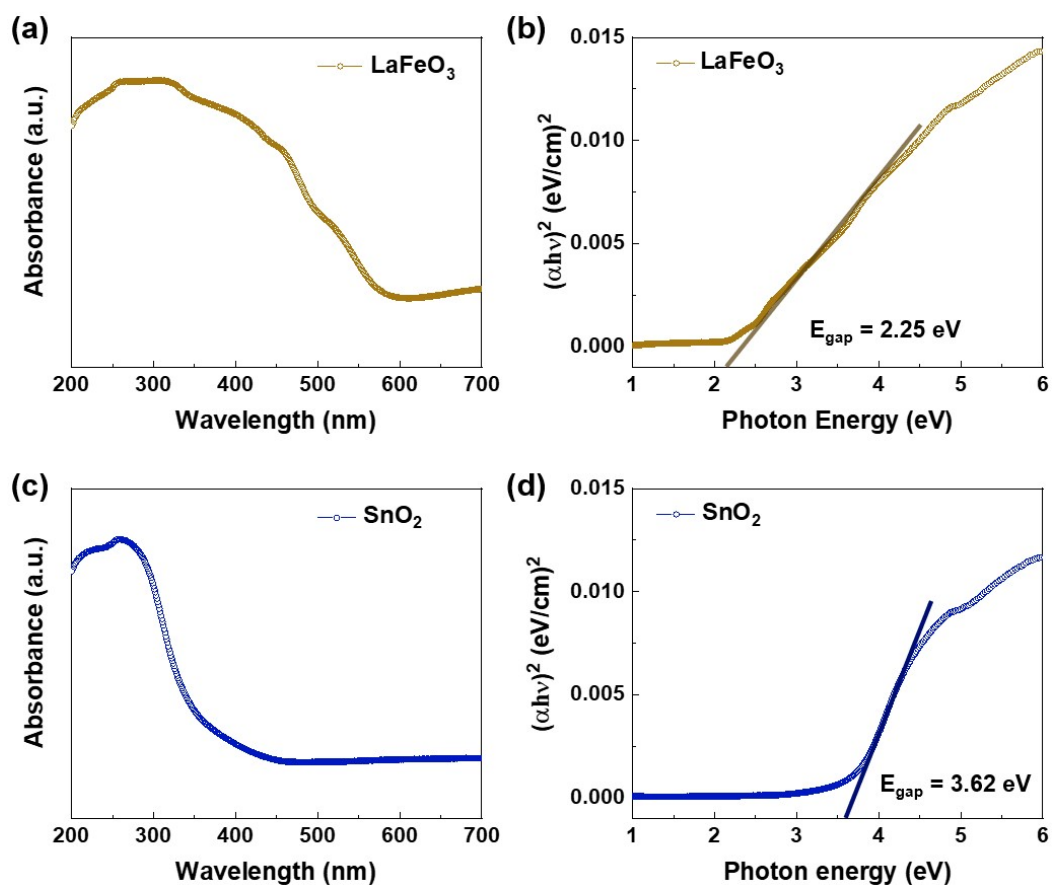 (a)
LaFeO₃
Absorbance (a.u.)
200 300 400 500 600 700
Wavelength (nm)
(b)
LaFeO₃
(αhν)² (eV/cm)²
0.015
0.010
0.005
0.000
E_gap = 2.25 eV
1 2 3 4 5 6
Photon Energy (eV)
(c)
SnO₂
Absorbance (a.u.)
200 300 400 500 600 700
Wavelength (nm)
(d)
SnO₂
(αhν)² (eV/cm)²
0.015
0.010
0.005
0.000
E_gap = 3.62 eV
1 2 3 4 5 6
Photon energy (eV)